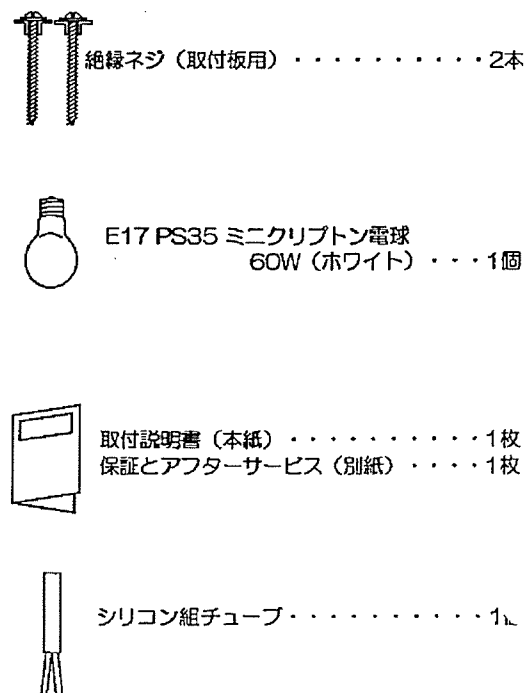 絶縁ネジ（取付板用）・・・・・・・・・・2本
E17 PS35 ミニクリプトン電球
60W（ホワイト）・・・1個
取付説明書（本紙）・・・・・・・・・・1枚
保証とアフターサービス（別紙）・・・・1枚
シリコン組チューブ・・・・・・・・・・1